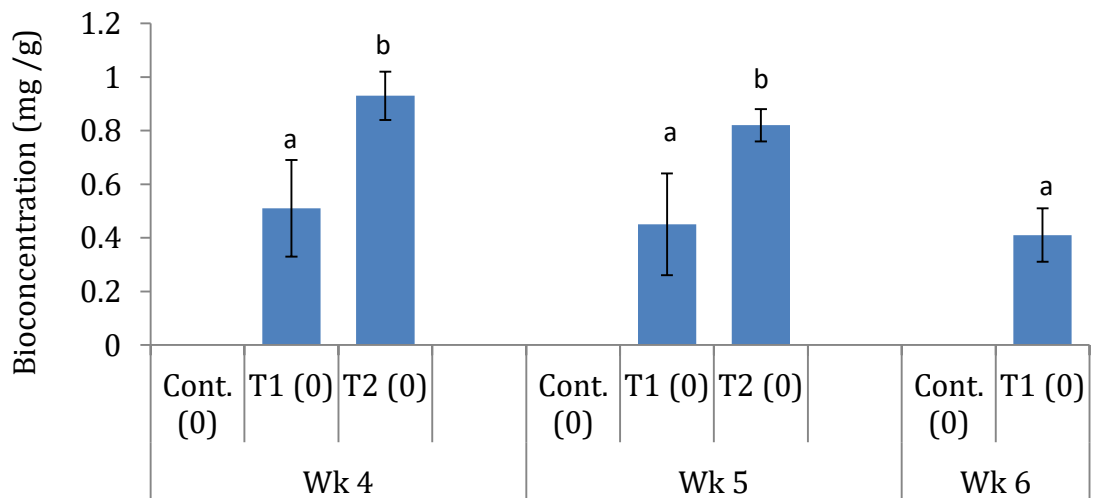 Bioconcentration (mg /g)
1.2
1
0.8
0.6
0.4
0.2
0
a
b
a
b
a
Cont. (0)
T1 (0)
T2 (0)
Cont. (0)
T1 (0)
T2 (0)
Cont. (0)
T1 (0)
Wk 4
Wk 5
Wk 6